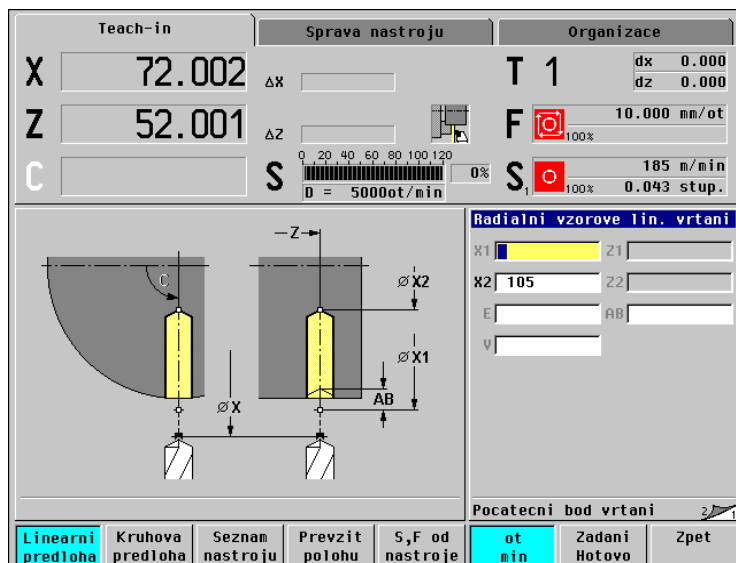 Teach-in
Sprava nastroju
Organizace
X 72.002 ΔX
T 1 dx 0.000
dz 0.000
Z 52.001 ΔZ
F 100% 10.000 mm/ot
C
S 0 20 40 60 80 100 120 0%
D = 5000ot/min
S1 100% 185 m/min
0.043 stup.
Z
C
⌀X2
⌀X1
AB
⌀X
Radialni vzorove lin. vrtani
X1 Z1
X2 105 Z2
E AB
V
Pocatecni bod vrtani 2 1
Linearni predloha
Kruhova predloha
Seznam nastroju
Prevzit polohu
S,F od nastroje
ot min
Zadani Hotovo
Zpet